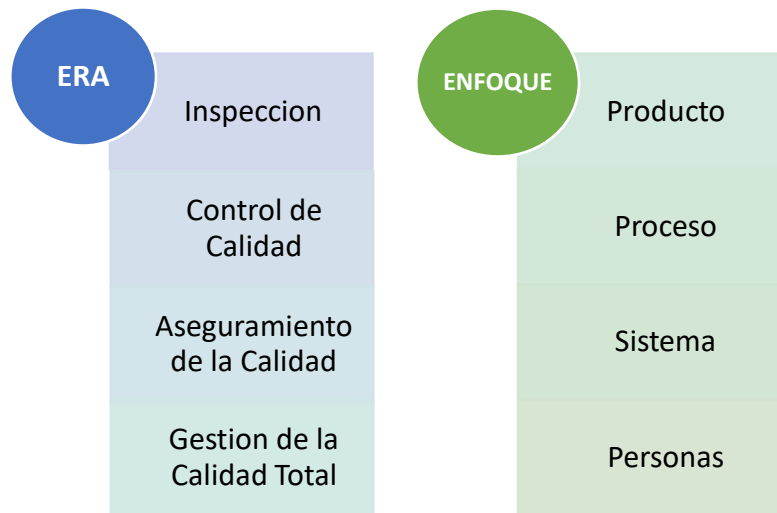 ERA
Inspeccion
Control de
Calidad
Aseguramiento
de la Calidad
Gestion de la
Calidad Total
ENFOQUE
Producto
Proceso
Sistema
Personas